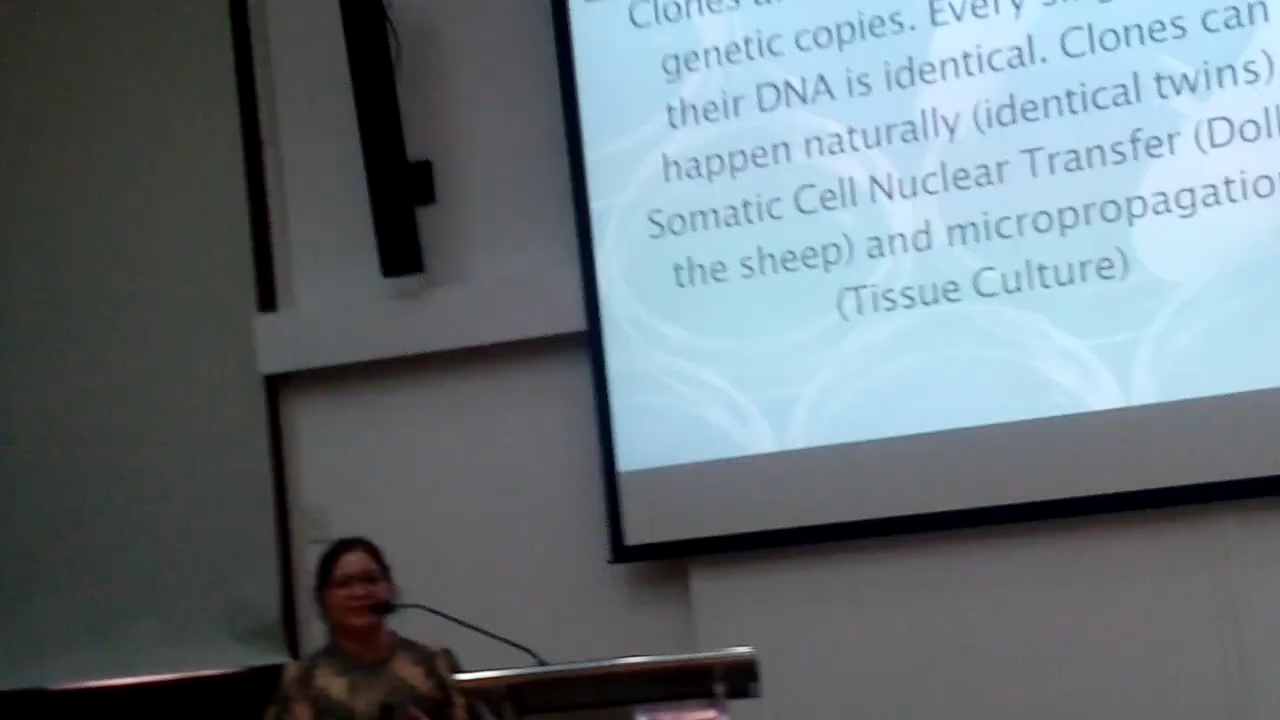 Clones
genetic copies. Every
their DNA is identical. Clones can
happen naturally (identical twins)
Somatic Cell Nuclear Transfer (Doll
the sheep) and micropropagatio
(Tissue Culture)